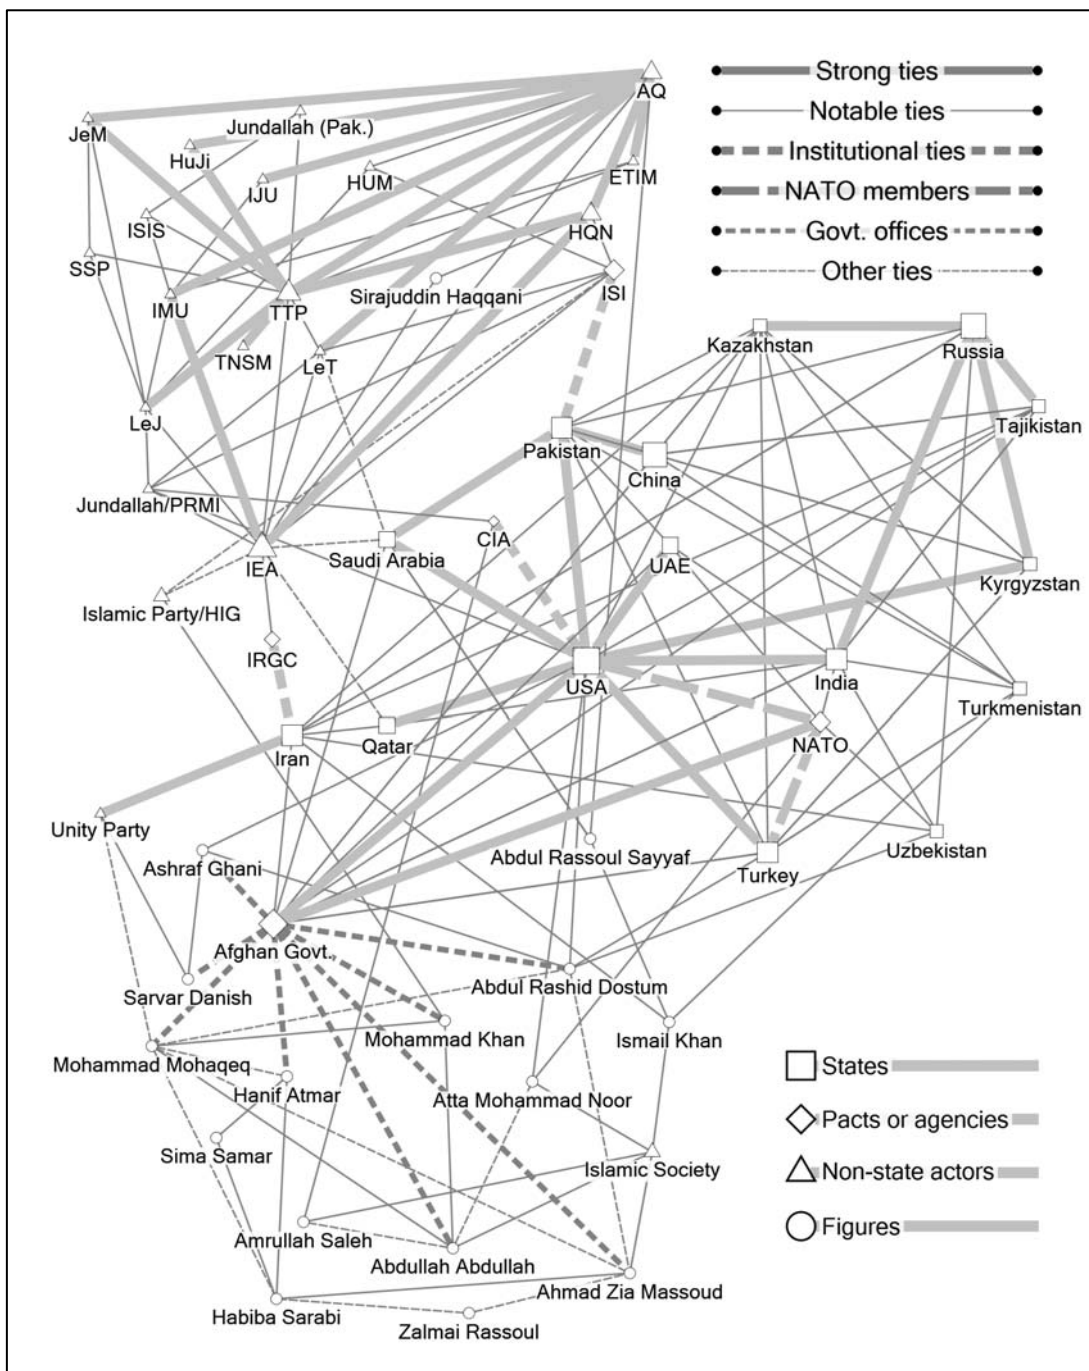 AQ
Strong ties
JeM
Jundallah (Pak.)
Notable ties
HuJi
IJU
HUM
ETIM
Institutional ties
NATO members
ISIS
HQN
Govt. offices
SSP
Sirajuddin Haqqani
ISI
Other ties
IMU
TTP
TNSM
LeT
Kazakhstan
Russia
LeJ
Pakistan
China
Tajikistan
Jundallah/PRMI
CIA
IEA
Saudi Arabia
UAE
Kyrgyzstan
Islamic Party/HIG
IRGC
USA
India
Turkmenistan
Iran
Qatar
NATO
Unity Party
Ashraf Ghani
Abdul Rassoul Sayyaf
Turkey
Uzbekistan
Afghan Govt.
Sarvar Danish
Abdul Rashid Dostum
Mohammad Khan
Ismail Khan
Mohammad Mohaqeq
Hanif Atmar
Atta Mohammad Noor
States
Pacts or agencies
Sima Samar
Islamic Society
Non-state actors
Amrullah Saleh
Abdullah Abdullah
Figures
Ahmad Zia Massoud
Habiba Sarabi
Zalmai Rassoul